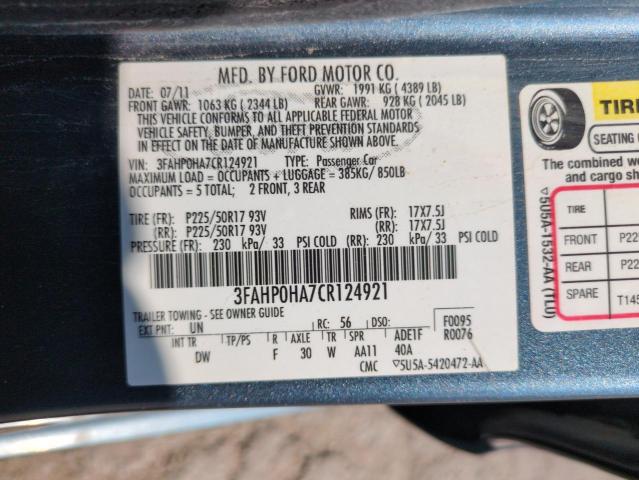 MFD. BY FORD MOTOR CO.
DATE: 07/11 GVWR: 1991 KG ( 4389 LB)
FRONT GAWR: 1063 KG ( 2344 LB) REAR GAWR: 928 KG ( 2045 LB)
THIS VEHICLE CONFORMS TO ALL APPLICABLE FEDERAL MOTOR
VEHICLE SAFETY, BUMPER, AND THEFT PREVENTION STANDARDS
IN EFFECT ON THE DATE OF MANUFACTURE SHOWN ABOVE.
VIN: 3FAHP0HA7CR124921 TYPE: Passenger Car
MAXIMUM LOAD = OCCUPANTS + LUGGAGE = 385KG/ 850LB
OCCUPANTS = 5 TOTAL; 2 FRONT, 3 REAR
TIRE (FR): P225/50R17 93V RIMS (FR): 17X7.5J
(RR): P225/50R17 93V (RR): 17X7.5J
PRESSURE (FR): 230 kPa/ 33 PSI COLD (RR): 230 kPa/ 33 PSI COLD
3FAHP0HA7CR124921
TRAILER TOWING - SEE OWNER GUIDE
EXT PNT: UN RC: 56 DSO: F0095
R0076
INT TR TP/PS R AXLE TR SPR ADE1F
DW F 30 W AA11 40A
CMC ▽5U5A-5420472-AA
TIRE
SEATING
The combined
and cargo
▽5U5A-1532-AA (TLU)
TIRE
FRONT P22
REAR P22
SPARE T145